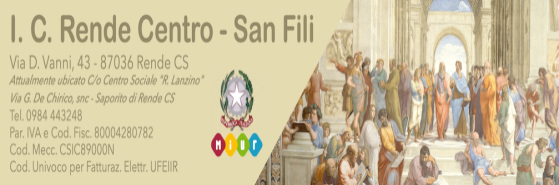 I. C. Rende Centro - San Fili
Via D. Vanni, 43 - 87036 Rende CS
Attualmente ubicato C/o Centro Sociale "R. Lanzino"
Via G. De Chirico, snc - Saporito di Rende CS
Tel. 0984 443248
Par. IVA e Cod. Fisc. 80004280782
Cod. Mecc. CSIC89000N
Cod. Univoco per Fatturaz. Elettr. UFEIIR
MIUR